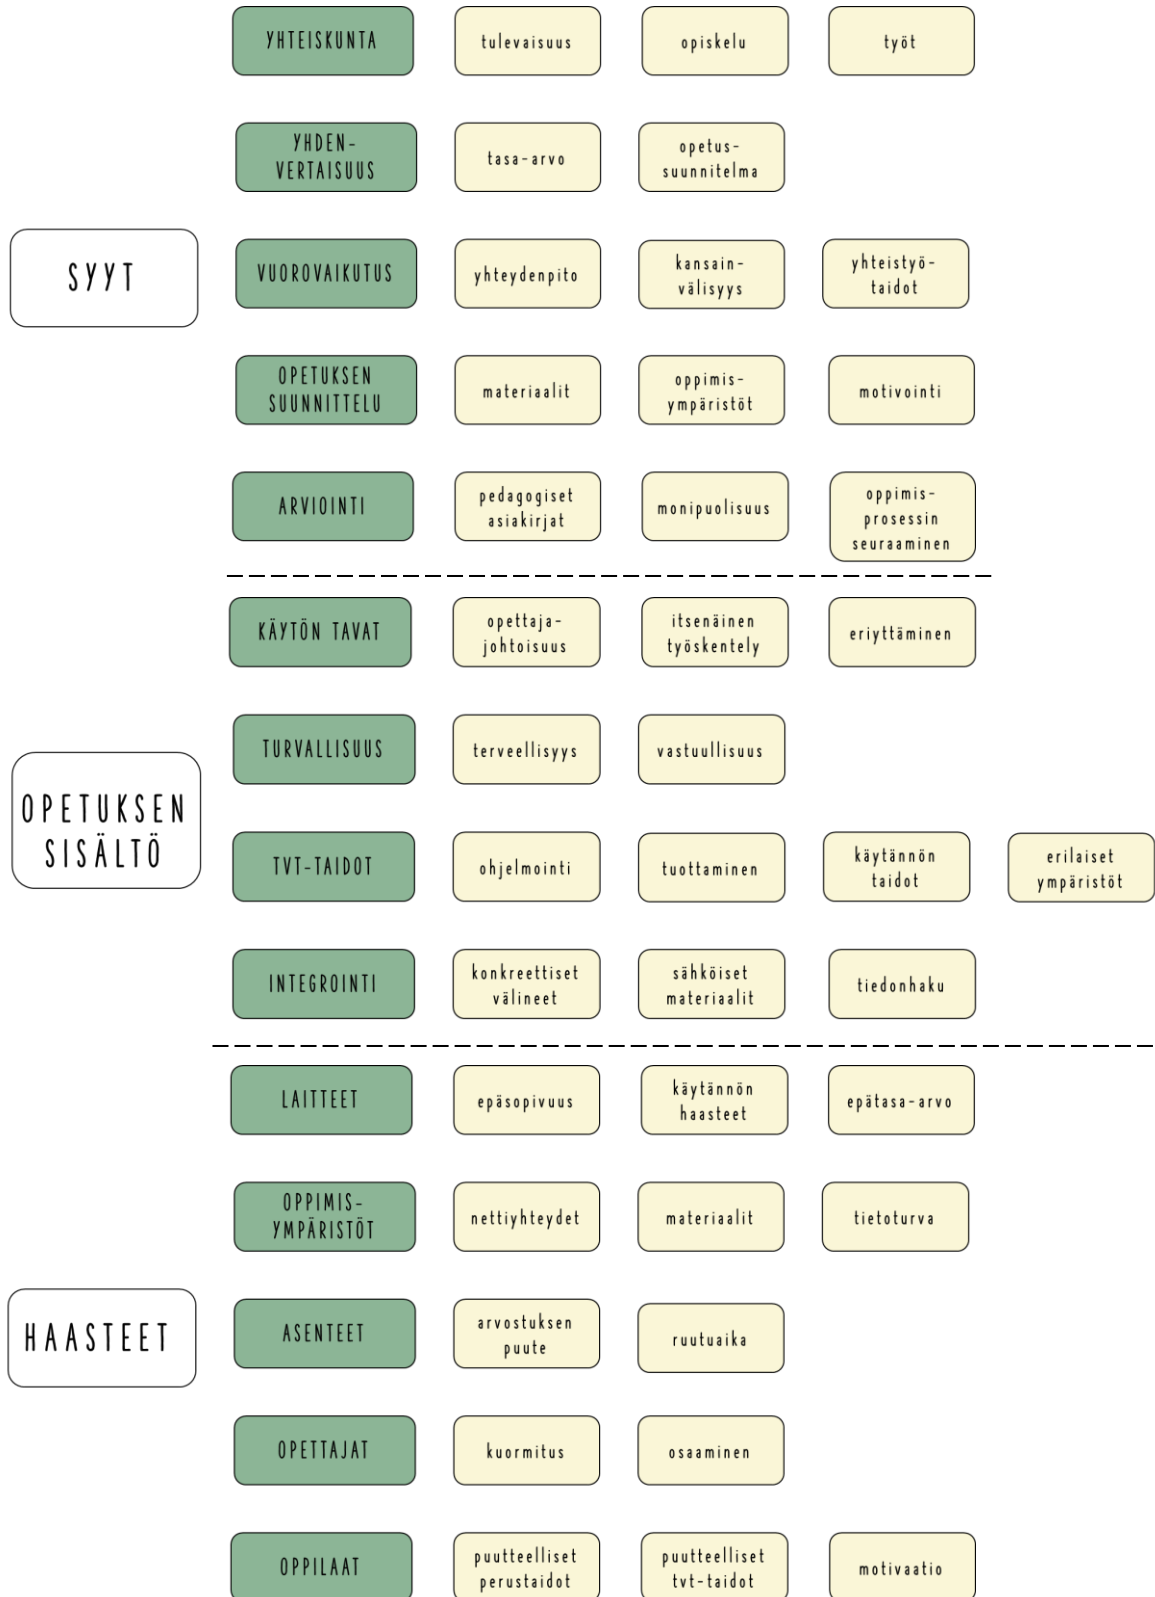 YHTEISKUNTA
tulevaisuus
opiskelu
työt
YHDEN-
VERTAISUUS
tasa-arvo
opetus-
suunnitelma
SYYT
VUOROVAIKUTUS
yhteydenpito
kansain-
välisyys
yhteistyö-
taidot
OPETUKSEN
SUUNNITTELU
materiaalit
oppimis-
ympäristöt
motivointi
ARVIOINTI
pedagogiset
asiakirjat
monipuolisuus
oppimis-
prosessin
seuraaminen
KÄYTÖN TAVAT
opettaja-
johtoisuus
itsenäinen
työskentely
eriyttäminen
TURVALLISUUS
terveellisyys
vastuullisuus
OPETUKSEN
SISÄLTÖ
TVT-TAIDOT
ohjelmointi
tuottaminen
käytännön
taidot
erilaiset
ympäristöt
INTEGROINTI
konkreettiset
välineet
sähköiset
materiaalit
tiedonhaku
LAITTEET
epäsopivuus
käytännön
haasteet
epätasa-arvo
OPPIMIS-
YMPÄRISTÖT
nettiyhteydet
materiaalit
tietoturva
HAASTEET
ASENTEET
arvostuksen
puute
ruutuaika
OPETTAJAT
kuormitus
osaaminen
OPPILAAT
puutteelliset
perustaidot
puutteelliset
tvt-taidot
motivaatio